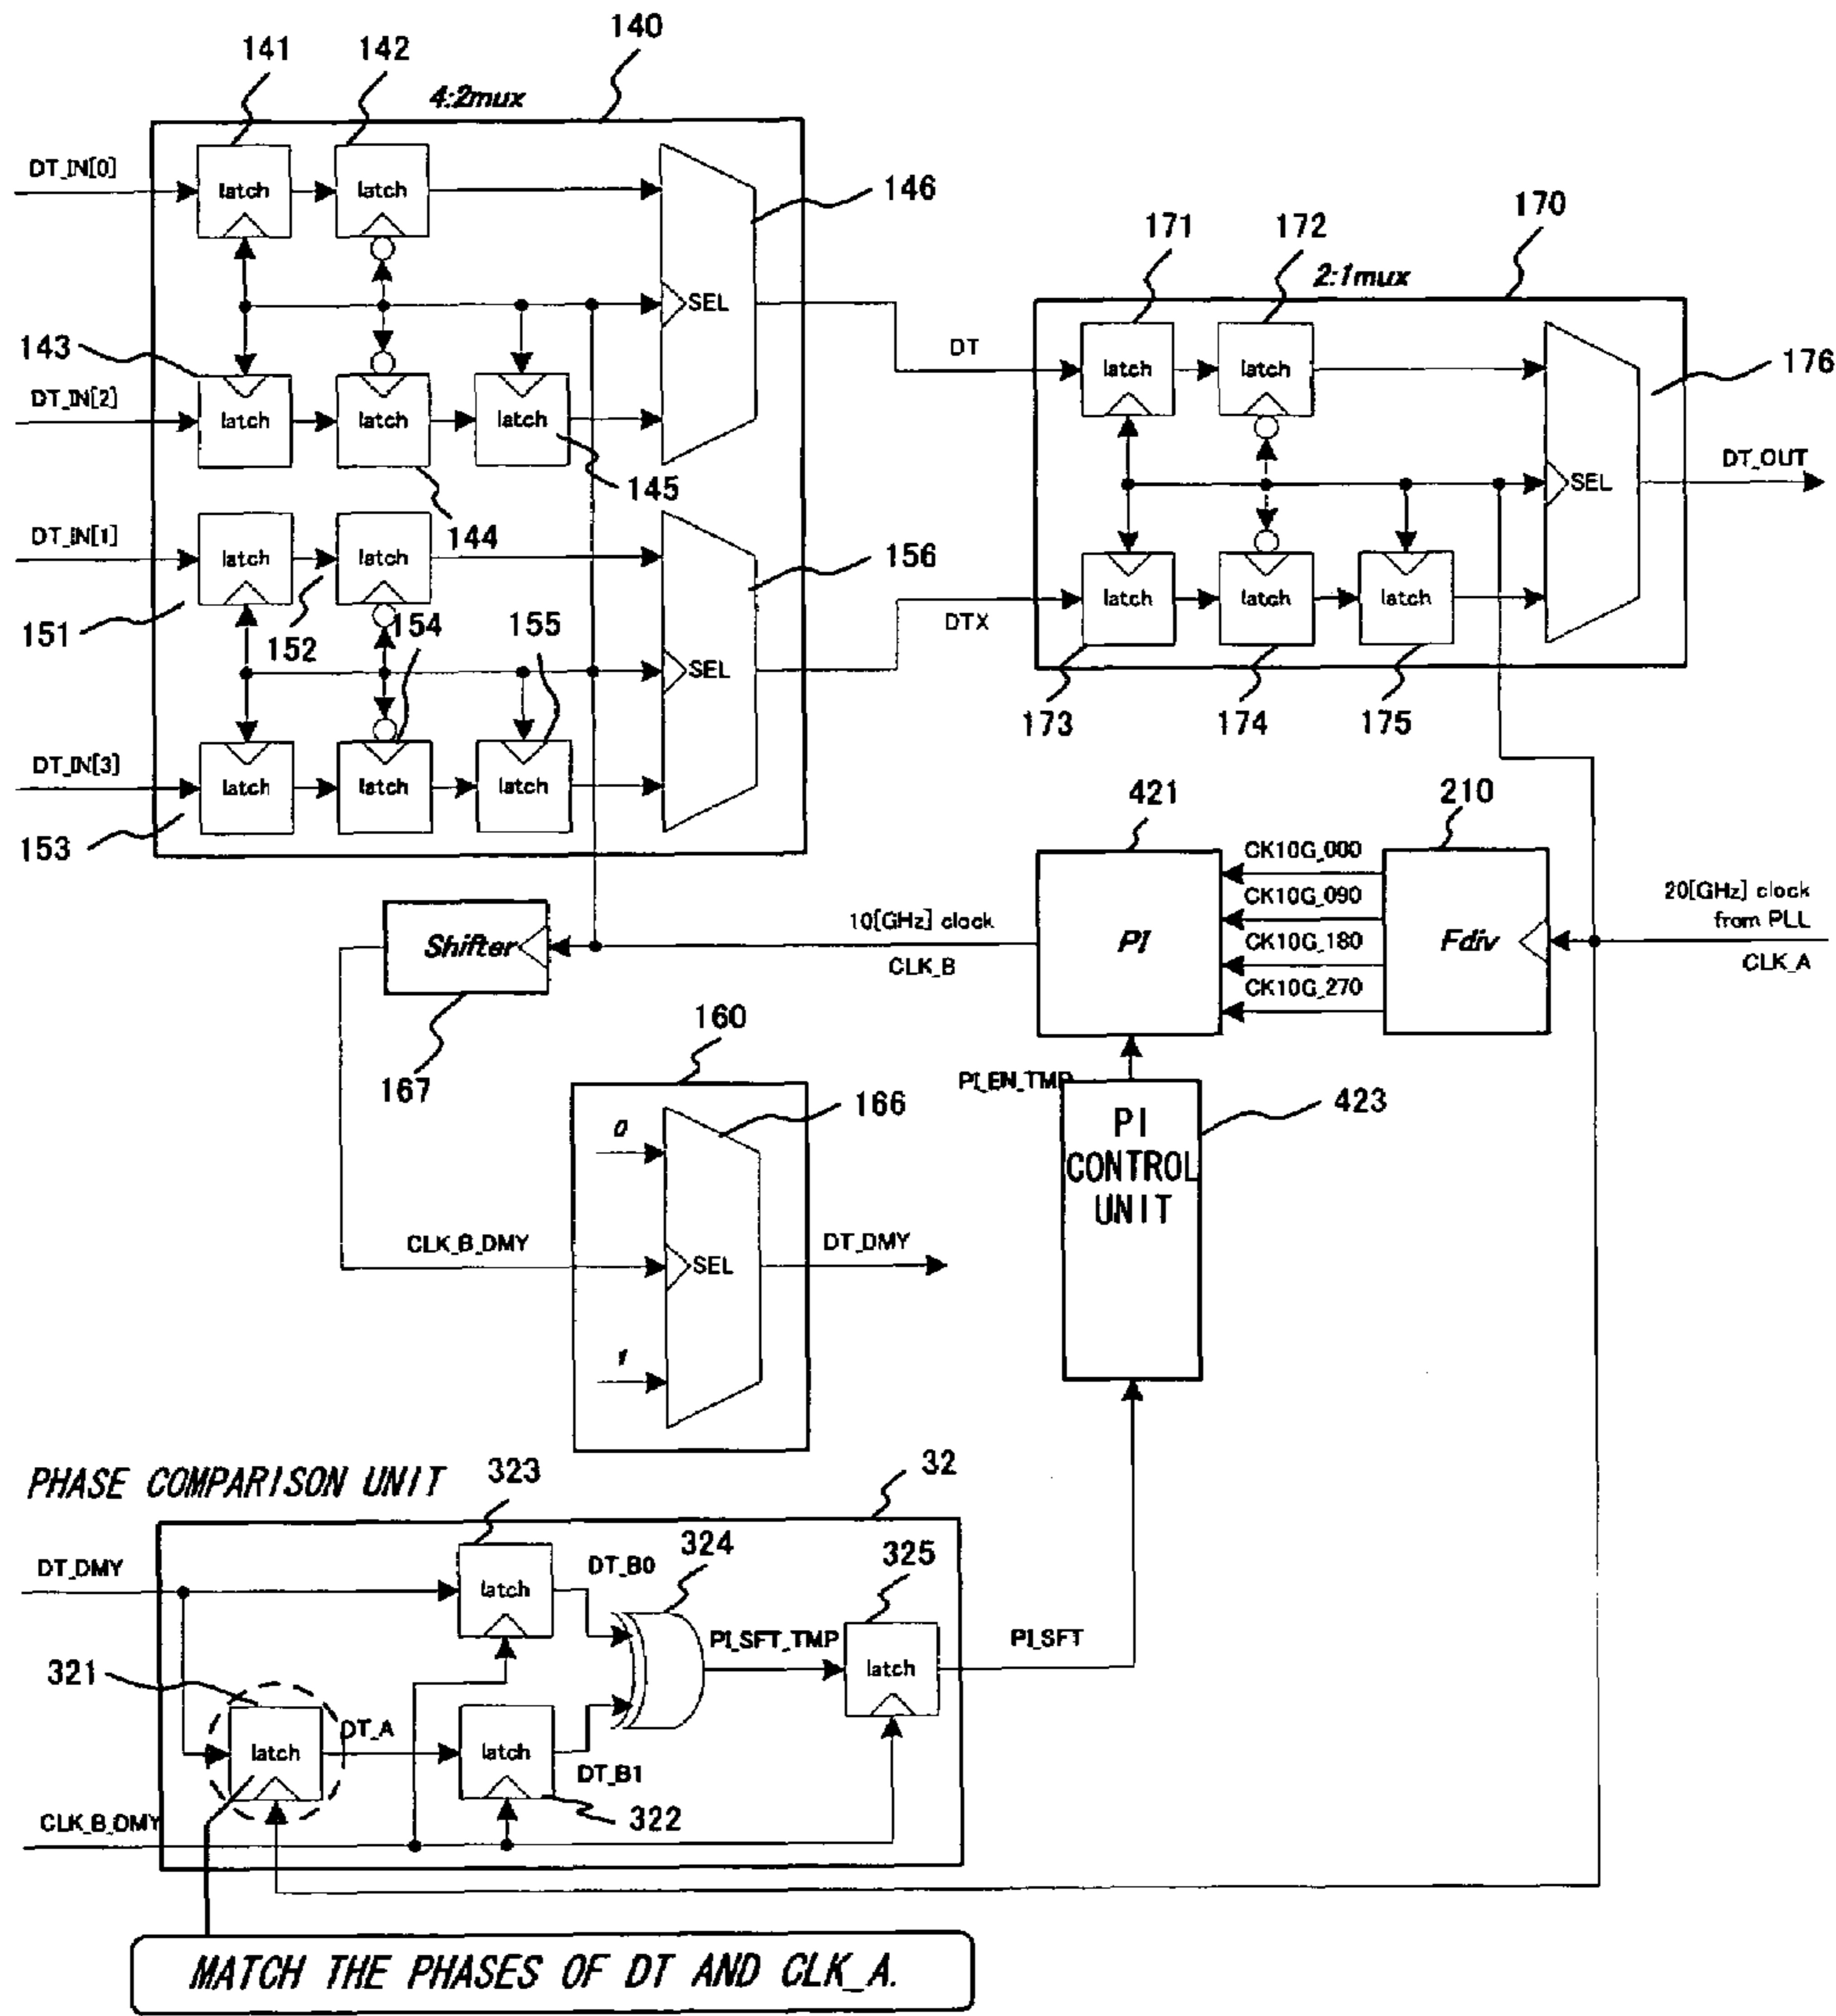 141
142
140
4:2mux
DT_IN[0]
latch
latch
146
SEL
143
DT_IN[2]
latch
latch
latch
145
144
DT_IN[1]
latch
latch
156
151
152
154
155
SEL
DT_IN[3]
latch
latch
latch
153
171
172
170
2:1mux
DT
latch
latch
176
SEL
DT_OUT
DTX
latch
latch
latch
173
174
175
421
210
CK10G_000
CK10G_090
CK10G_180
CK10G_270
PI
Fdiv
20[GHz] clock
from PLL
CLK_A
10[GHz] clock
CLK_B
Shifter
167
160
166
0
CLK_B_DMY
SEL
DT_DMY
1
PI_EN_TMP
PI
CONTROL
UNIT
423
PHASE COMPARISON UNIT
323
32
DT_DMY
latch
DT_B0
324
325
PI_SFT_TMP
latch
PI_SFT
321
latch
DT_A
latch
DT_B1
322
CLK_B_DMY
MATCH THE PHASES OF DT AND CLK_A.